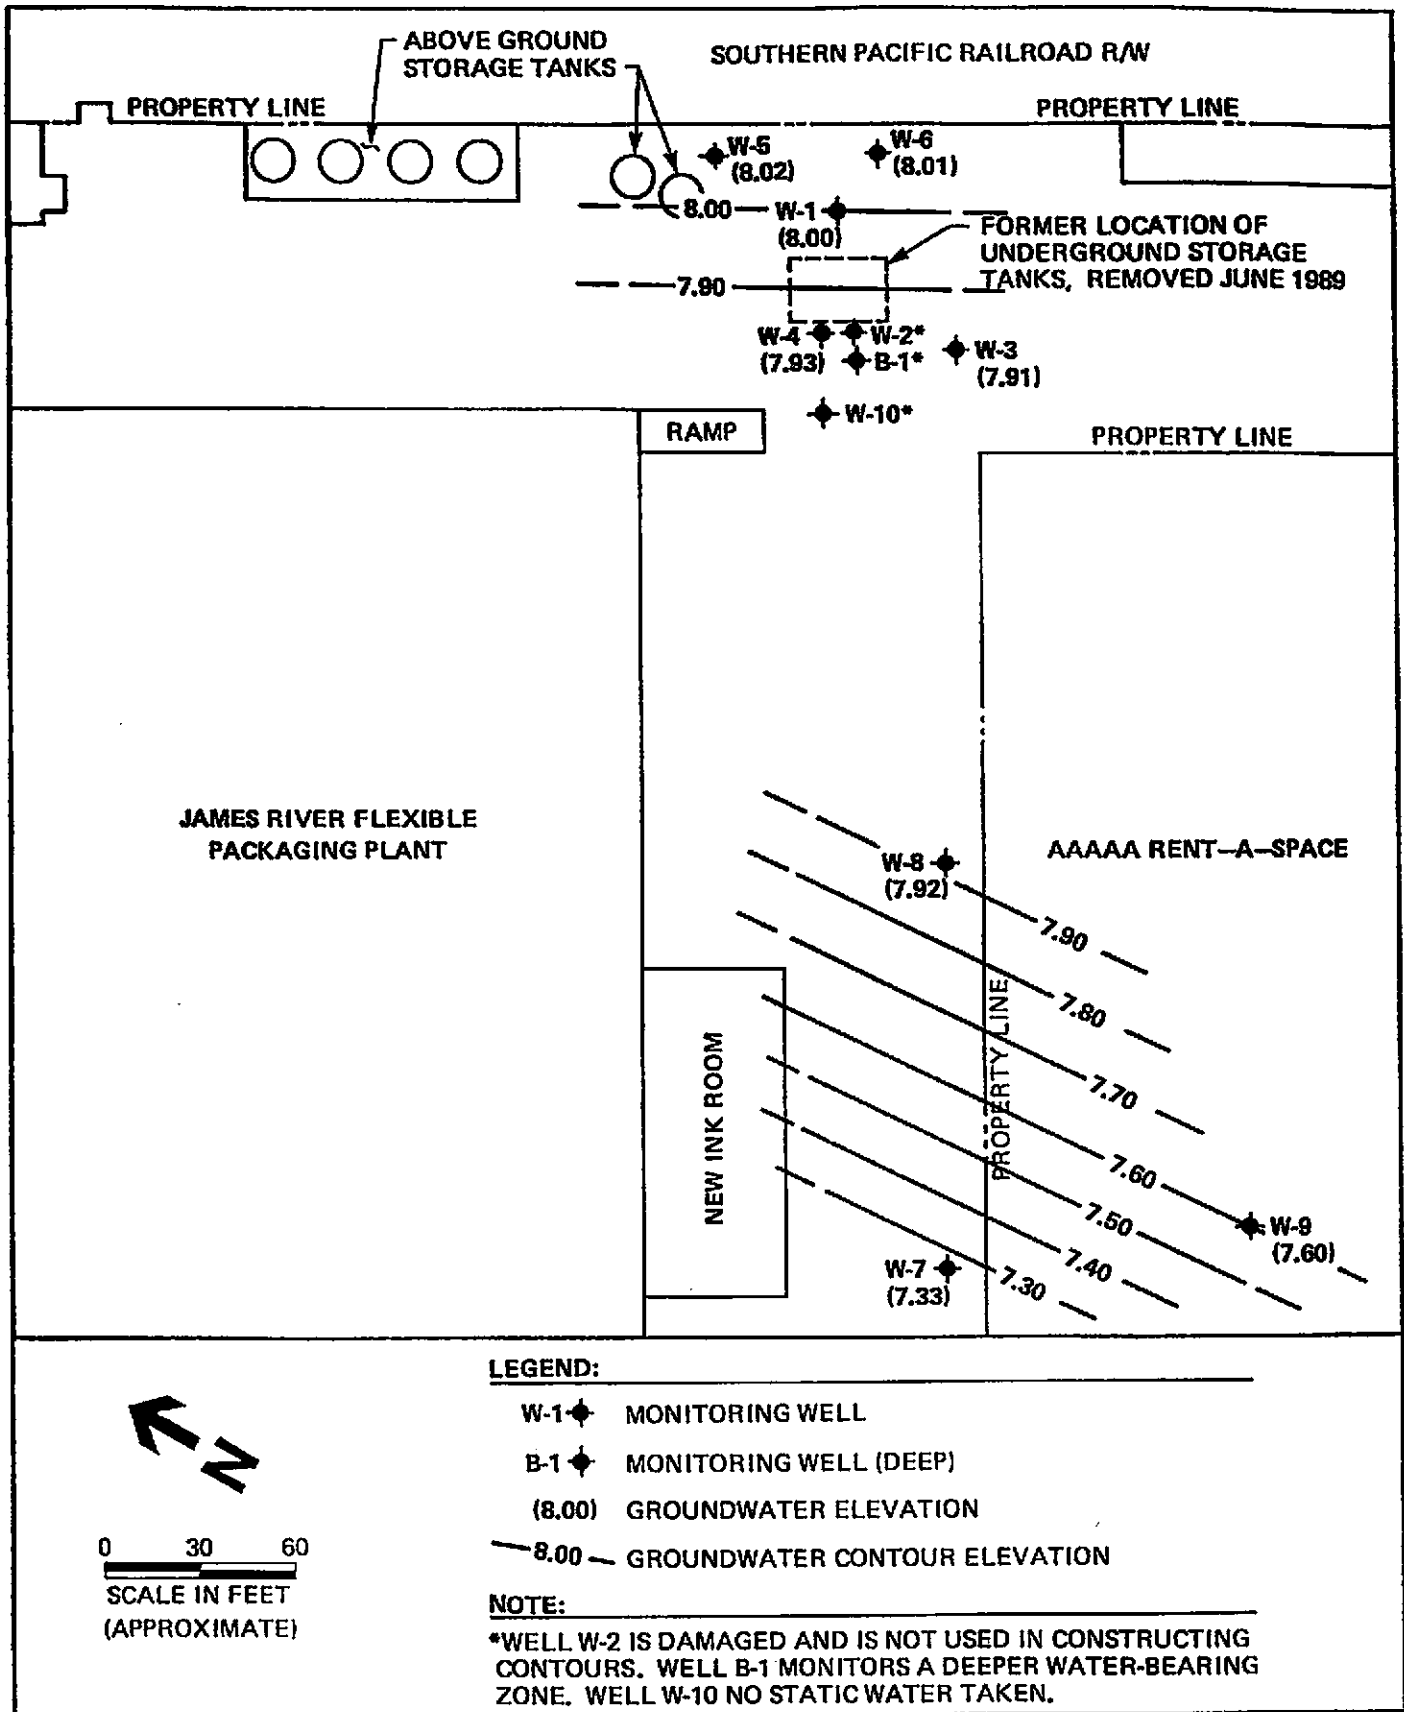 ABOVE GROUND
STORAGE TANKS
SOUTHERN PACIFIC RAILROAD R/W
PROPERTY LINE
PROPERTY LINE
W-5
(8.02)
W-6
(8.01)
8.00
W-1
(8.00)
FORMER LOCATION OF
UNDERGROUND STORAGE
TANKS, REMOVED JUNE 1989
7.90
W-4
(7.93)
W-2*
B-1*
W-3
(7.91)
W-10*
RAMP
PROPERTY LINE
JAMES RIVER FLEXIBLE
PACKAGING PLANT
W-8
(7.92)
AAAAA RENT-A-SPACE
7.90
7.80
7.70
7.60
7.50
7.40
7.30
PROPERTY LINE
NEW INK ROOM
W-9
(7.60)
W-7
(7.33)
N
0 30 60
SCALE IN FEET
(APPROXIMATE)
LEGEND:
W-1 MONITORING WELL
B-1 MONITORING WELL (DEEP)
(8.00) GROUNDWATER ELEVATION
8.00 GROUNDWATER CONTOUR ELEVATION
NOTE:
*WELL W-2 IS DAMAGED AND IS NOT USED IN CONSTRUCTING
CONTOURS. WELL B-1 MONITORS A DEEPER WATER-BEARING
ZONE. WELL W-10 NO STATIC WATER TAKEN.